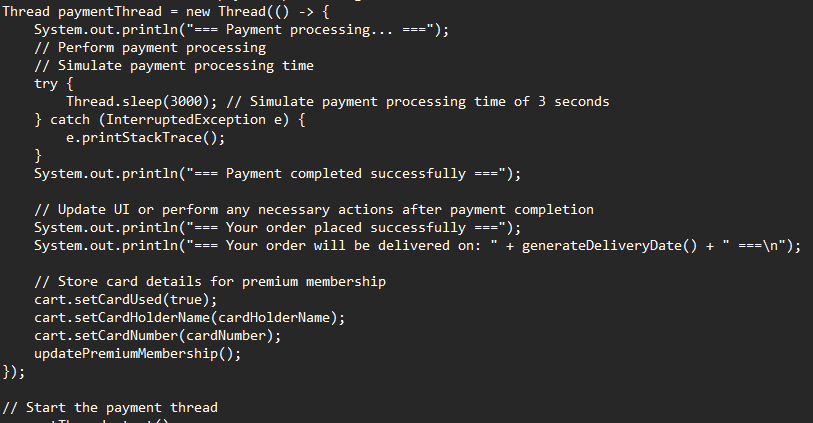 Thread paymentThread = new Thread(() -> {
System.out.println("=== Payment processing... ===");
// Perform payment processing
// Simulate payment processing time
try {
Thread.sleep(3000); // Simulate payment processing time of 3 seconds
} catch (InterruptedException e) {
e.printStackTrace();
}
System.out.println("=== Payment completed successfully ===");
// Update UI or perform any necessary actions after payment completion
System.out.println("=== Your order placed successfully ===");
System.out.println("=== Your order will be delivered on: " + generateDeliveryDate() + " ===\n");
// Store card details for premium membership
cart.setCardUsed(true);
cart.setCardHolderName(cardHolderName);
cart.setCardNumber(cardNumber);
updatePremiumMembership();
});
// Start the payment thread